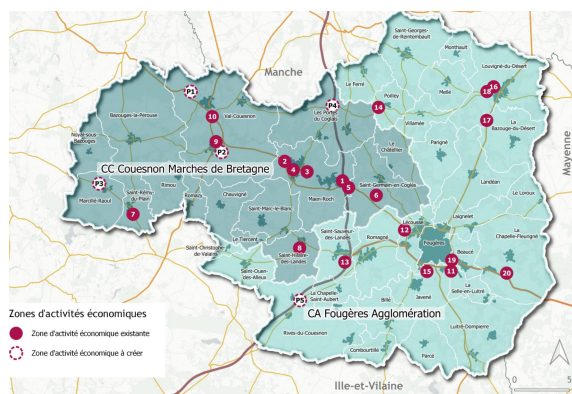 Saint-Georges-
de-Reintembault
Monthault
Louvigné-du-Désert
Manche
Mellé
16
18
P1
P4
Le Ferré
Poilley
14
Bazouges-la-Pérouse
10
Val-Couesnon
Les Portes
du Coglais
Villamée
17
La
Bazouge-du-Désert
Mayenne
Noyal-sous-
Bazouges
9
P2
Le
Châtellier
Parigné
2
4
3
CC Couesnon Marches de Bretagne
1
5
Saint-Germain-en-Coglès
6
Landéan
Le Loroux
P3
Marcillé-Raoul
Saint-Rémy-
du-Plain
Rimou
Romazy
Chauvigné
Maen-Roch
7
Saint-Marc-le-Blanc
Lécousse
Laignelet
La
Chapelle-Fleurigné
12
Fougères
Le Tiercent
Saint-Sauveur-
des-Landes
Romagné
Beaucé
Saint-Christophe-
de-Valains
8
Saint-Hilaire-
des-Landes
13
19
15
11
20
Saint-Ouen-
des-Alleux
La Chapelle-
Saint-Aubert
Javené
La
Selle-en-Luitré
Billé
P5
CA Fougères Agglomération
Rives-du-Couesnon
Luitré-Dompierre
Combourtillé
Parcé
Ille-et-Vilaine
Zones d'activités économiques
Zone d'activité économique existante
Zone d'activité économique à créer
0
5